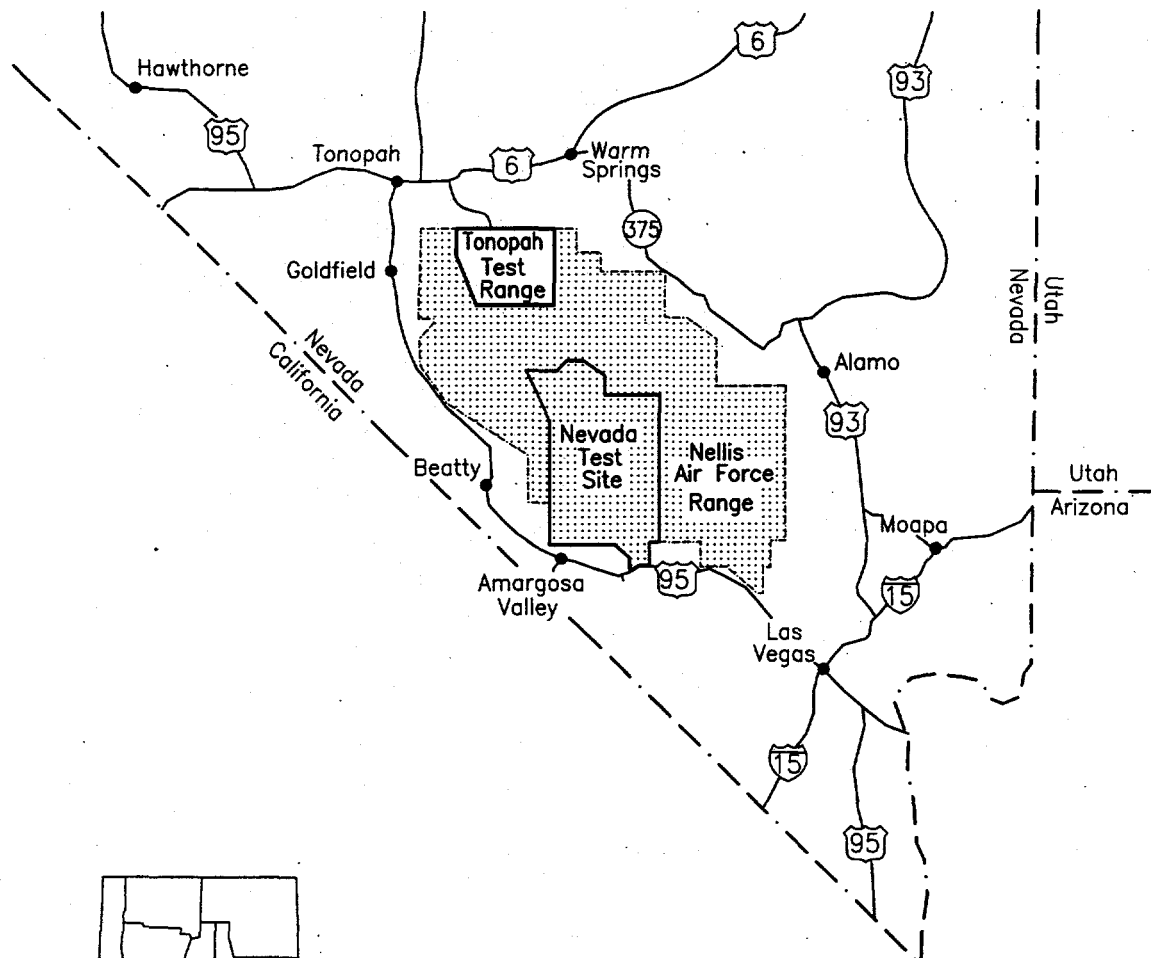 6
93
Hawthorne
95
Tonopah
6
Warm
Springs
375
Tonopah
Test
Range
Goldfield
Nevada
California
Utah
Nevada
Alamo
93
Nevada
Test
Site
Nellis
Air Force
Range
Beatty
Utah
Arizona
Moapa
Amargosa
Valley
95
15
Las
Vegas
15
95